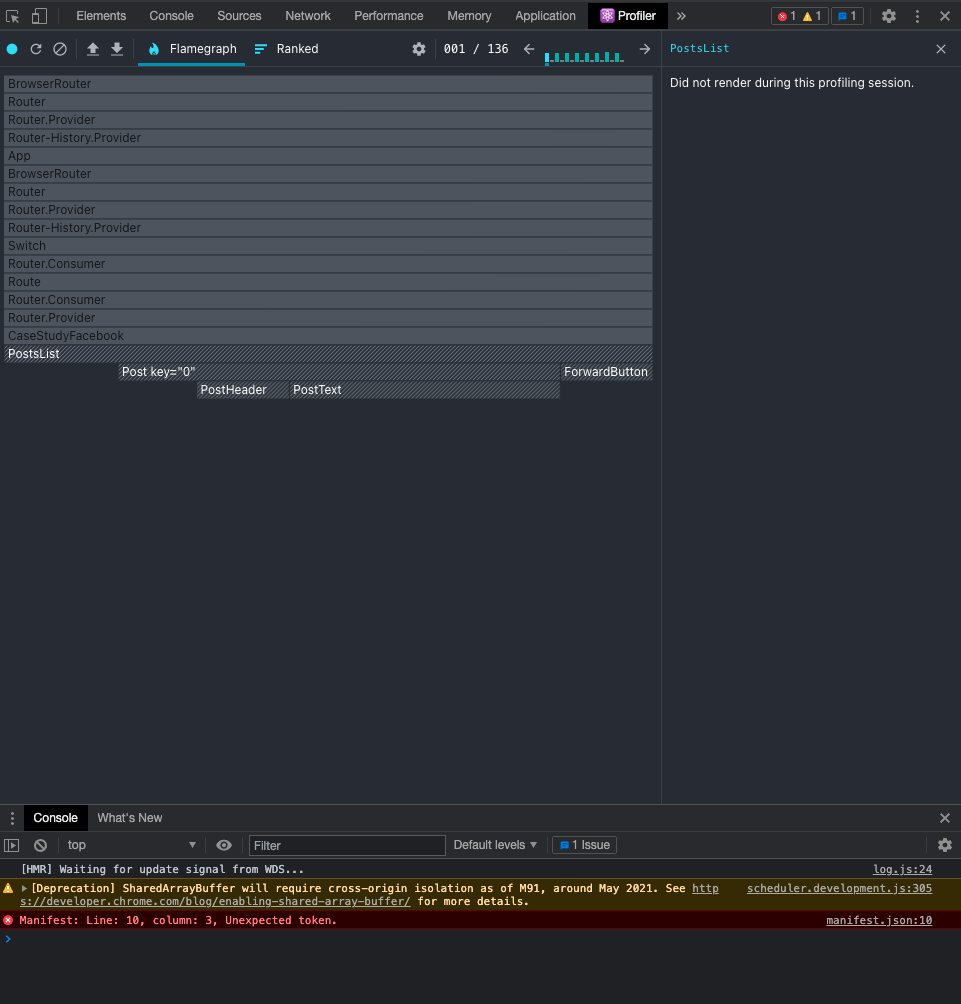 Elements Console Sources Network Performance Memory Application Profiler » 1 1 1
Flamegraph Ranked 001 / 136
PostsList
Did not render during this profiling session.
BrowserRouter
Router
Router.Provider
Router-History.Provider
App
BrowserRouter
Router
Router.Provider
Router-History.Provider
Switch
Router.Consumer
Route
Router.Consumer
Router.Provider
CaseStudyFacebook
PostsList
Post key="0" ForwardButton
PostHeader PostText
Console What's New
top Filter Default levels 1 Issue
[HMR] Waiting for update signal from WDS... log.js:24
[Deprecation] SharedArrayBuffer will require cross-origin isolation as of M91, around May 2021. See http scheduler.development.js:305
s://developer.chrome.com/blog/enabling-shared-array-buffer/ for more details.
Manifest: Line: 10, column: 3, Unexpected token. manifest.json:10